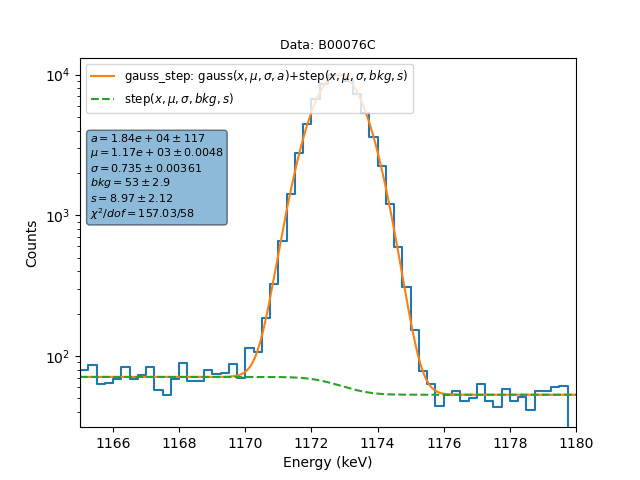 Data: B00076C
gauss_step: gauss(x, μ, σ, a)+step(x, μ, σ, bkg, s)
step(x, μ, σ, bkg, s)
a = 1.84e + 04 ± 117
μ = 1.17e + 03 ± 0.0048
σ = 0.735 ± 0.00361
bkg = 53 ± 2.9
s = 8.97 ± 2.12
χ²/dof = 157.03/58
10⁴
10³
10²
Counts
1166 1168 1170 1172 1174 1176 1178 1180
Energy (keV)